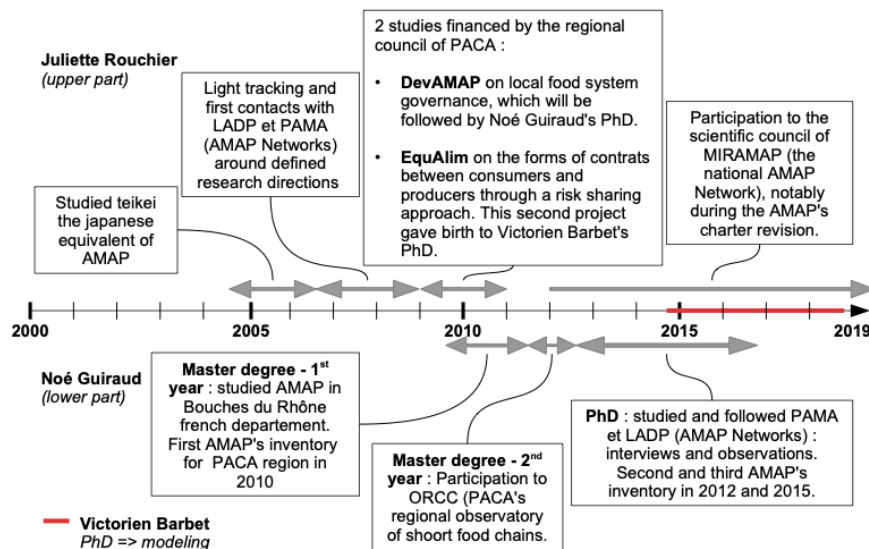 Juliette Rouchier
(upper part)
Studied teikei
the japanese
equivalent of
AMAP
Light tracking and
first contacts with
LADP et PAMA
(AMAP Networks)
around defined
research directions
2 studies financed by the regional
council of PACA :
• DevAMAP on local food system
governance, which will be
followed by Noé Guiraud's PhD.
• EquAlim on the forms of contrats
between consumers and
producers through a risk sharing
approach. This second project
gave birth to Victorien Barbet's
PhD.
Participation to the
scientific council of
MIRAMAP (the
national AMAP
Network), notably
during the AMAP's
charter revision.
2000
2005
2010
2015
2019
Noé Guiraud
(lower part)
Master degree - 1st
year : studied AMAP in
Bouches du Rhône
french departement.
First AMAP's inventory
for PACA region in
2010
Master degree - 2nd
year : Participation to
ORCC (PACA's
regional observatory
of shoort food chains.
PhD : studied and followed PAMA
et LADP (AMAP Networks) :
interviews and observations.
Second and third AMAP's
inventory in 2012 and 2015.
Victorien Barbet
PhD => modeling